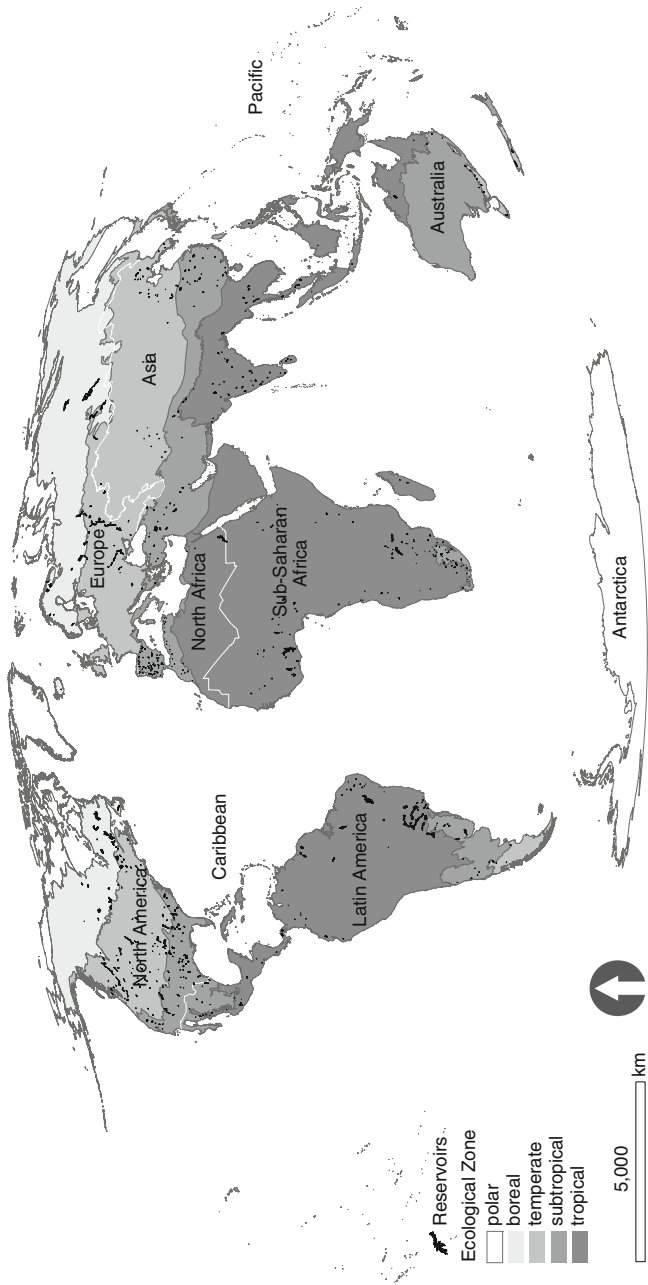 Pacific
Asia
Europe
North America
North Africa
Sub-Saharan
Africa
Caribbean
Latin America
Australia
Antarctica
Reservoirs
Ecological Zone
polar
boreal
temperate
subtropical
tropical
5,000
km